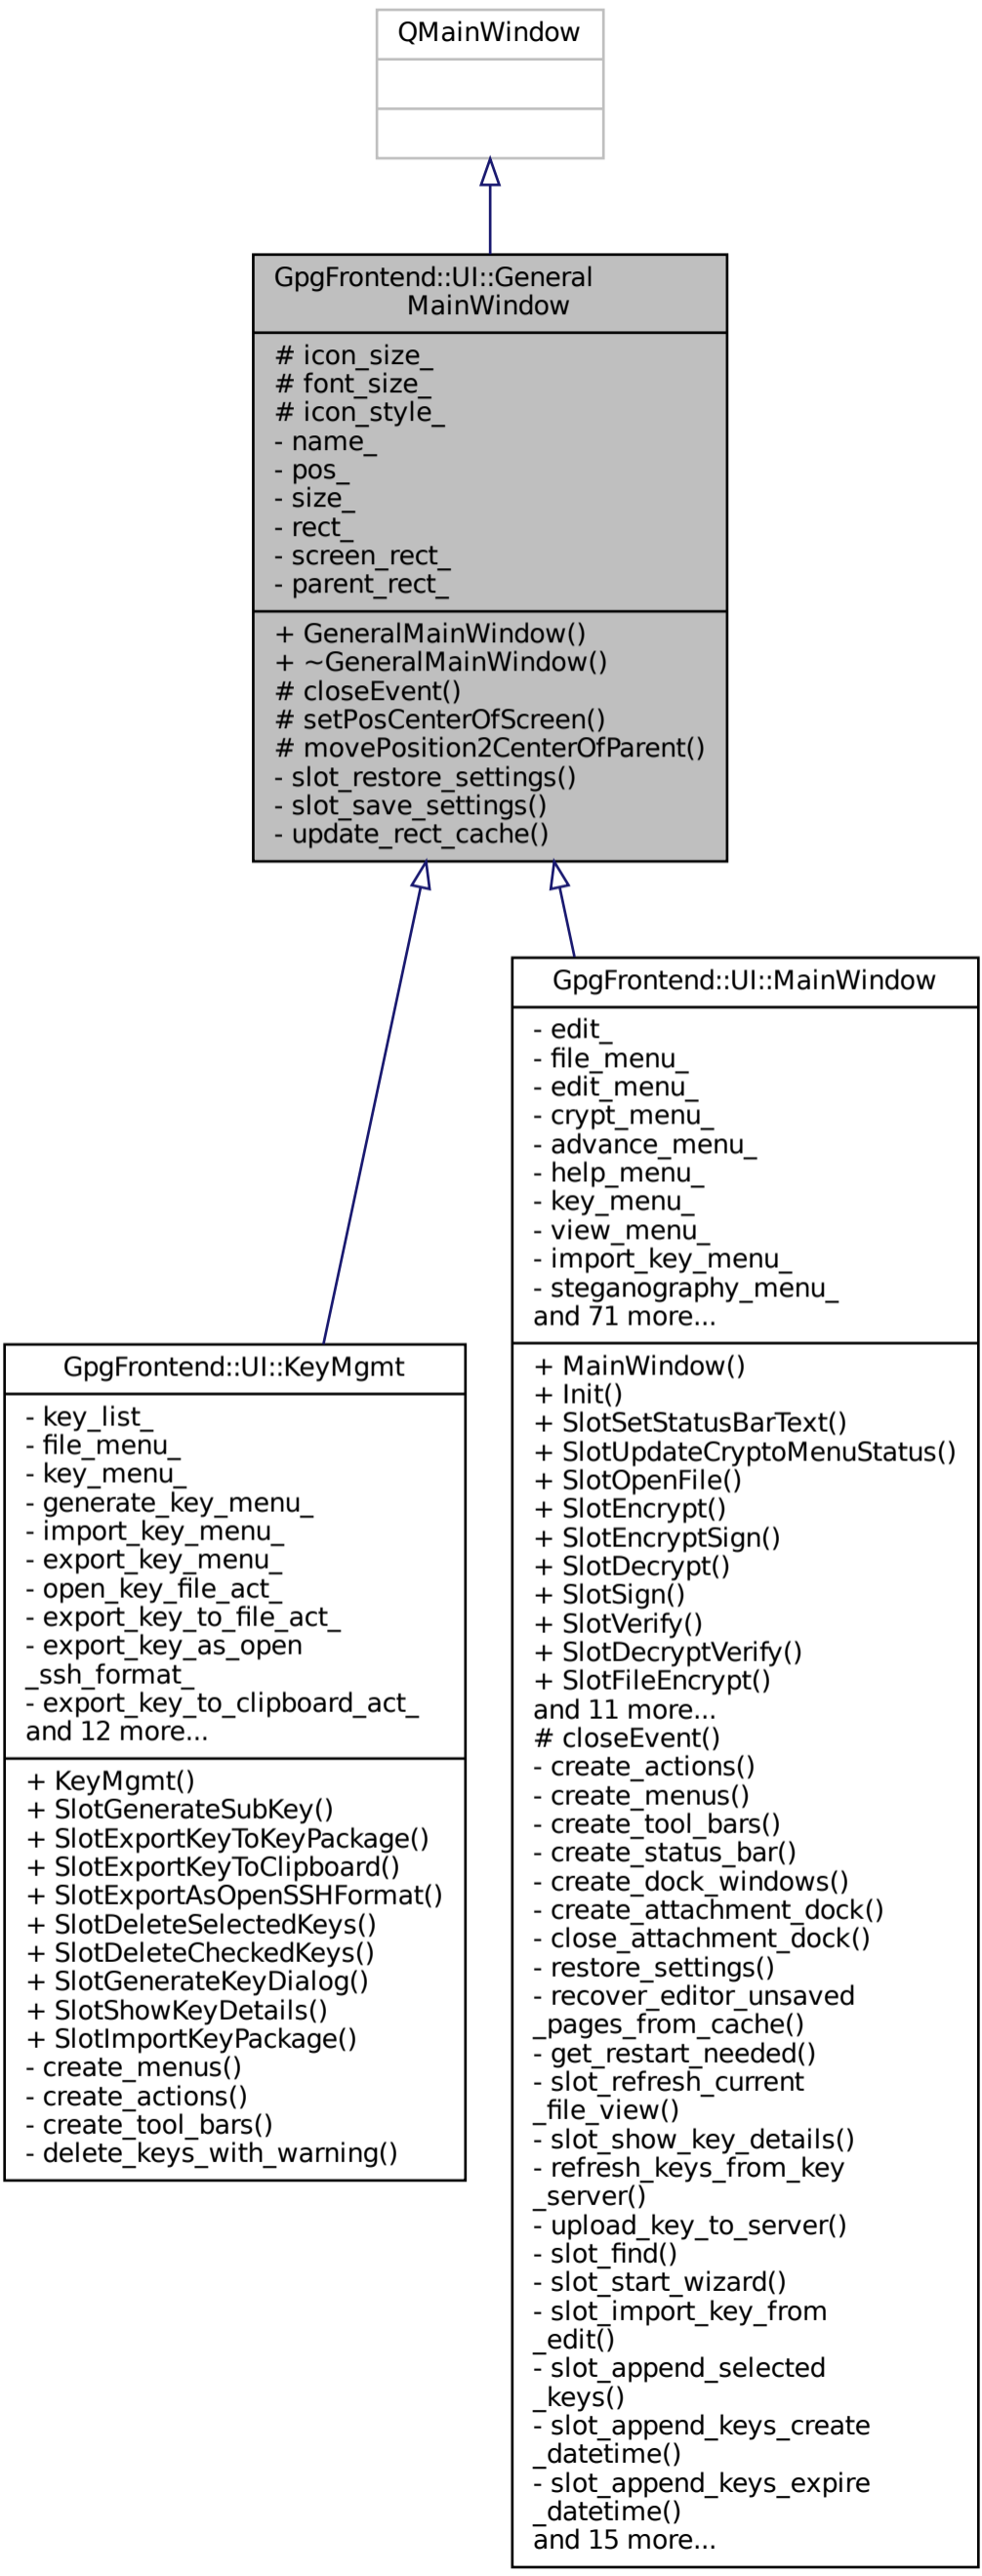 QMainWindow
GpgFrontend::UI::General
MainWindow
# icon_size_
# font_size_
# icon_style_
- name_
- pos_
- size_
- rect_
- screen_rect_
- parent_rect_
+ GeneralMainWindow()
+ ~GeneralMainWindow()
# closeEvent()
# setPosCenterOfScreen()
# movePosition2CenterOfParent()
- slot_restore_settings()
- slot_save_settings()
- update_rect_cache()
GpgFrontend::UI::KeyMgmt
- key_list_
- file_menu_
- key_menu_
- generate_key_menu_
- import_key_menu_
- export_key_menu_
- open_key_file_act_
- export_key_to_file_act_
- export_key_as_open
_ssh_format_
- export_key_to_clipboard_act_
and 12 more...
+ KeyMgmt()
+ SlotGenerateSubKey()
+ SlotExportKeyToKeyPackage()
+ SlotExportKeyToClipboard()
+ SlotExportAsOpenSSHFormat()
+ SlotDeleteSelectedKeys()
+ SlotDeleteCheckedKeys()
+ SlotGenerateKeyDialog()
+ SlotShowKeyDetails()
+ SlotImportKeyPackage()
- create_menus()
- create_actions()
- create_tool_bars()
- delete_keys_with_warning()
GpgFrontend::UI::MainWindow
- edit_
- file_menu_
- edit_menu_
- crypt_menu_
- advance_menu_
- help_menu_
- key_menu_
- view_menu_
- import_key_menu_
- steganography_menu_
and 71 more...
+ MainWindow()
+ Init()
+ SlotSetStatusBarText()
+ SlotUpdateCryptoMenuStatus()
+ SlotOpenFile()
+ SlotEncrypt()
+ SlotEncryptSign()
+ SlotDecrypt()
+ SlotSign()
+ SlotVerify()
+ SlotDecryptVerify()
+ SlotFileEncrypt()
and 11 more...
# closeEvent()
- create_actions()
- create_menus()
- create_tool_bars()
- create_status_bar()
- create_dock_windows()
- create_attachment_dock()
- close_attachment_dock()
- restore_settings()
- recover_editor_unsaved
_pages_from_cache()
- get_restart_needed()
- slot_refresh_current
_file_view()
- slot_show_key_details()
- refresh_keys_from_key
_server()
- upload_key_to_server()
- slot_find()
- slot_start_wizard()
- slot_import_key_from
_edit()
- slot_append_selected
_keys()
- slot_append_keys_create
_datetime()
- slot_append_keys_expire
_datetime()
and 15 more...